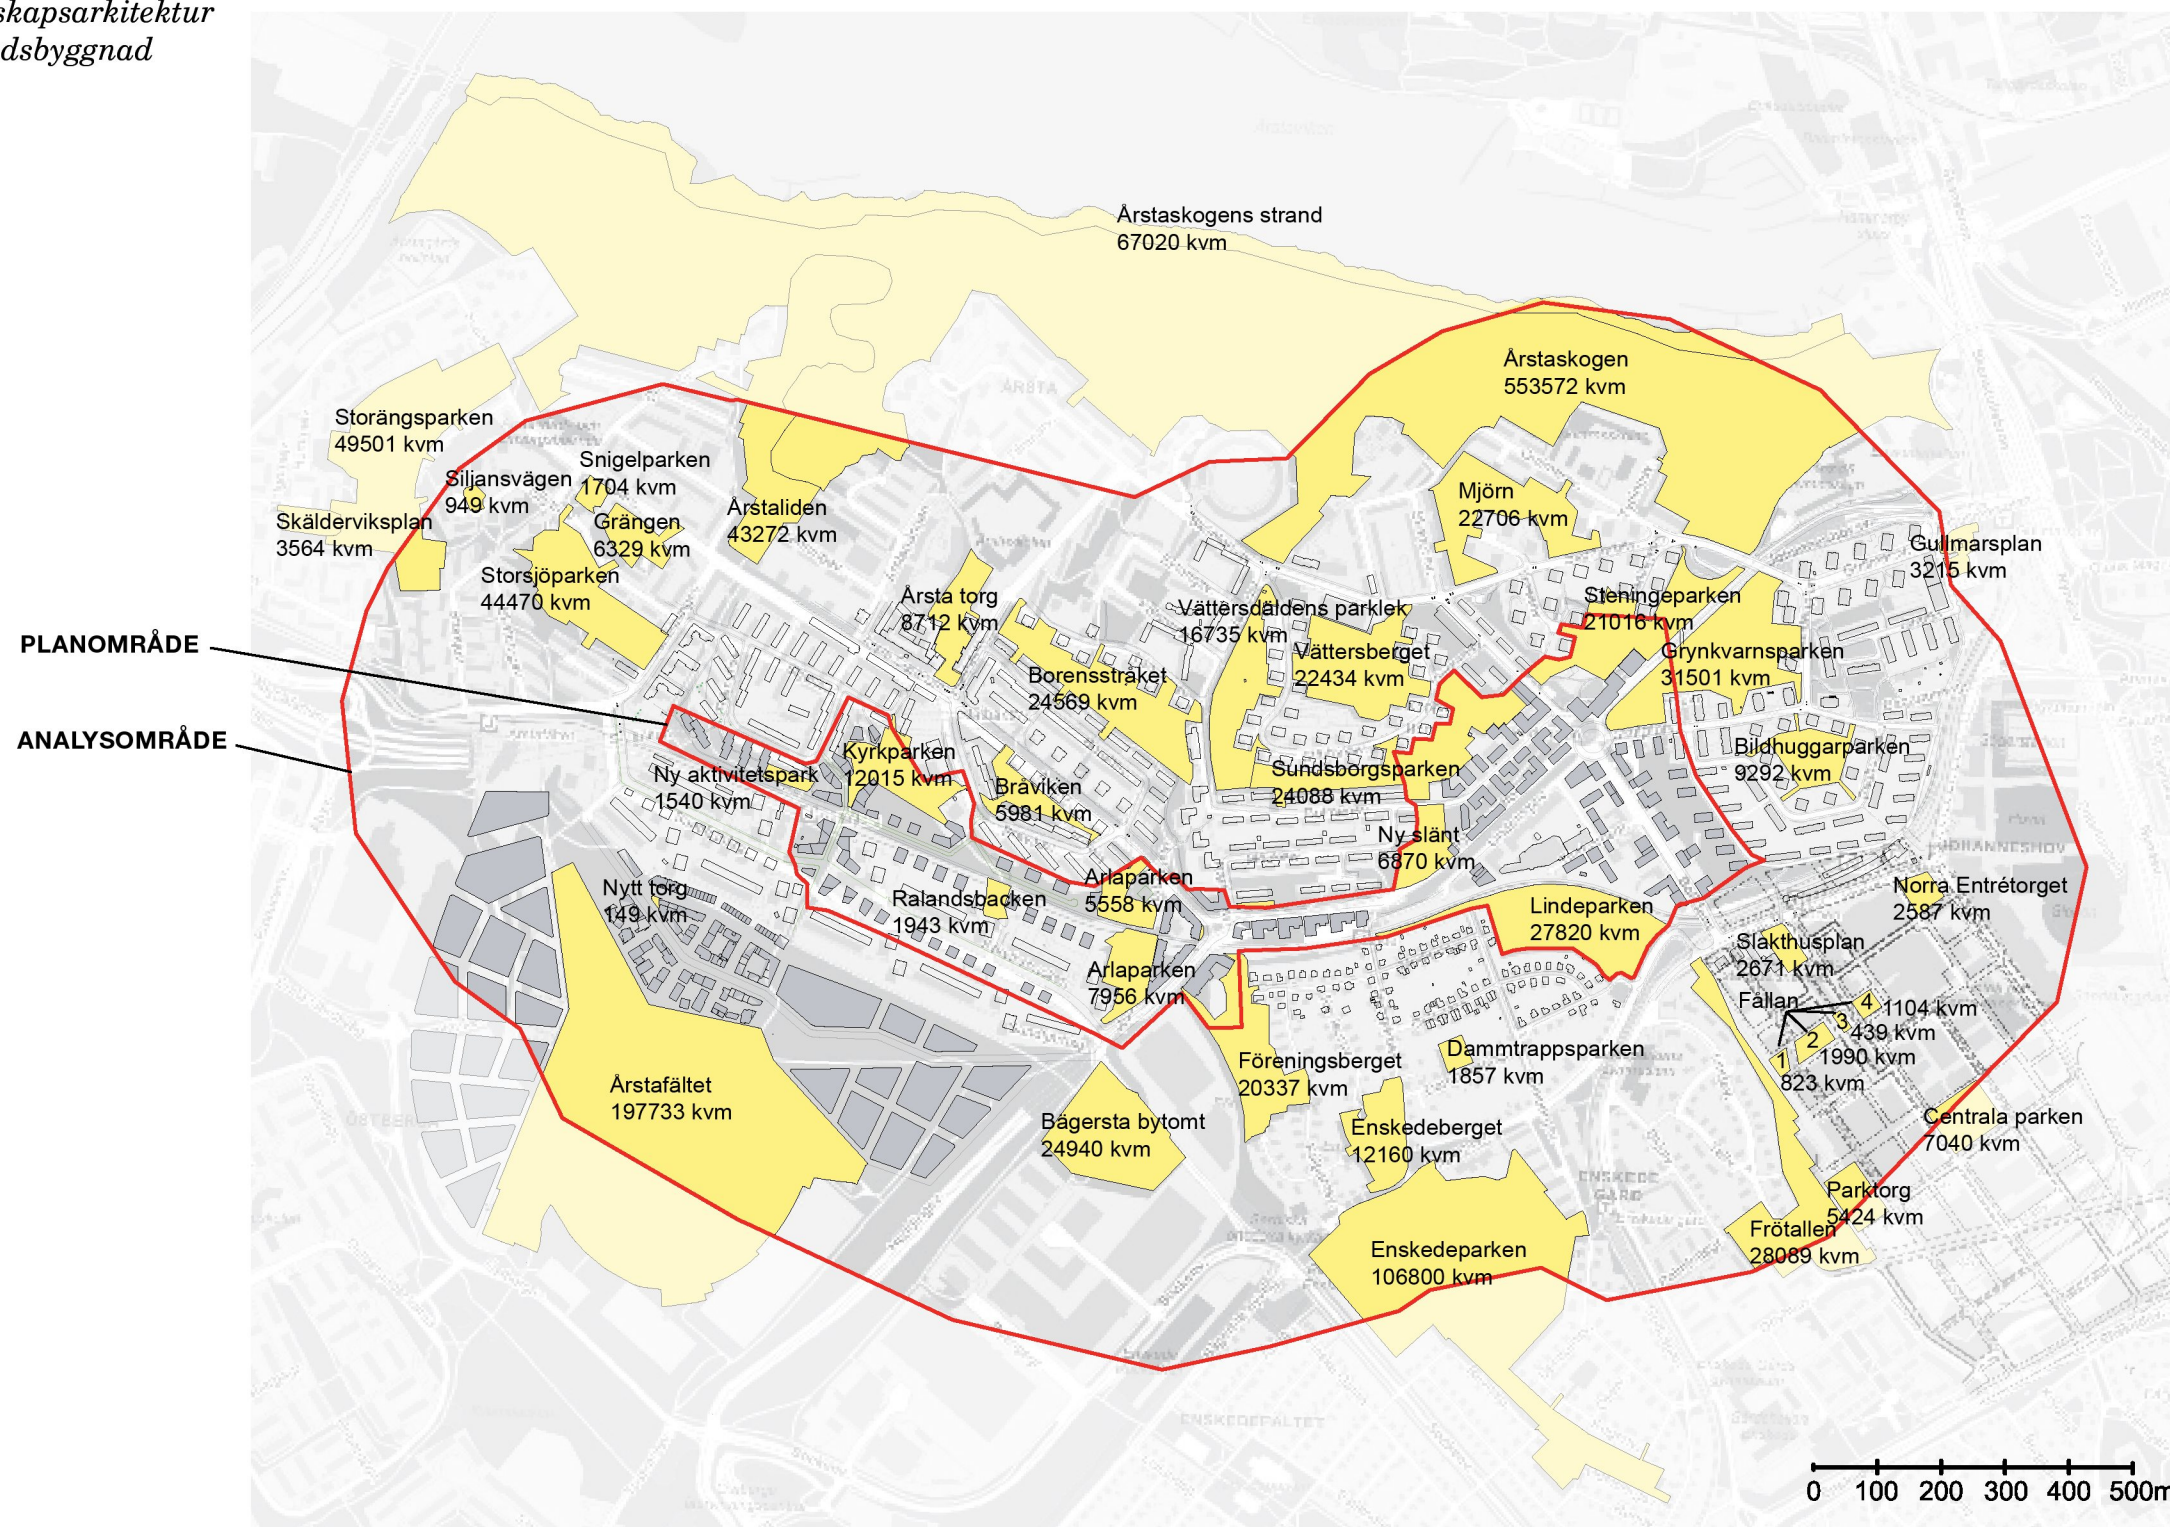 skapsarkitektur
dsbyggnad
Årstaskogens strand
67020 kvm
Årstaskogen
553572 kvm
Storängsparken
49501 kvm
Siljansvägen
949 kvm
Snigelparken
1704 kvm
Skälderviksplan
3564 kvm
Grängen
6329 kvm
Årstaliden
43272 kvm
Mjörn
22706 kvm
Gullmarsplan
3215 kvm
Storsjöparken
44470 kvm
Årsta torg
8712 kvm
Vättersdaldens parklek
16735 kvm
Steningeparken
21016 kvm
PLANOMRÅDE
Vättersberget
22434 kvm
Grynkvarnsparken
31501 kvm
Borensstråket
24569 kvm
ANALYSOMRÅDE
Kyrkparken
12015 kvm
Ny aktivitetspark
1540 kvm
Bråviken
5981 kvm
Sundsborgsparken
24088 kvm
Bildhuggarparken
9292 kvm
Ny slänt
6870 kvm
JOHANNESHOV
Nytt torg
149 kvm
Ralandsbacken
1943 kvm
Arlaparken
5558 kvm
Lindeparken
27820 kvm
Norra Entrétorget
2587 kvm
Slakthusplan
2671 kvm
Arlaparken
7956 kvm
Fållan
4
1104 kvm
3
439 kvm
2
1990 kvm
1
823 kvm
Årstafältet
197733 kvm
Föreningsberget
20337 kvm
Dammtrappsparken
1857 kvm
Bägersta bytomt
24940 kvm
Enskedeberget
12160 kvm
Centrala parken
7040 kvm
ÖSTBERGA
ÅRSTA
ENSKEDE
GÅRD
Parktorg
5424 kvm
Frötallen
28089 kvm
Enskedeparken
106800 kvm
ENSKEDEFÄLTET
0 100 200 300 400 500m